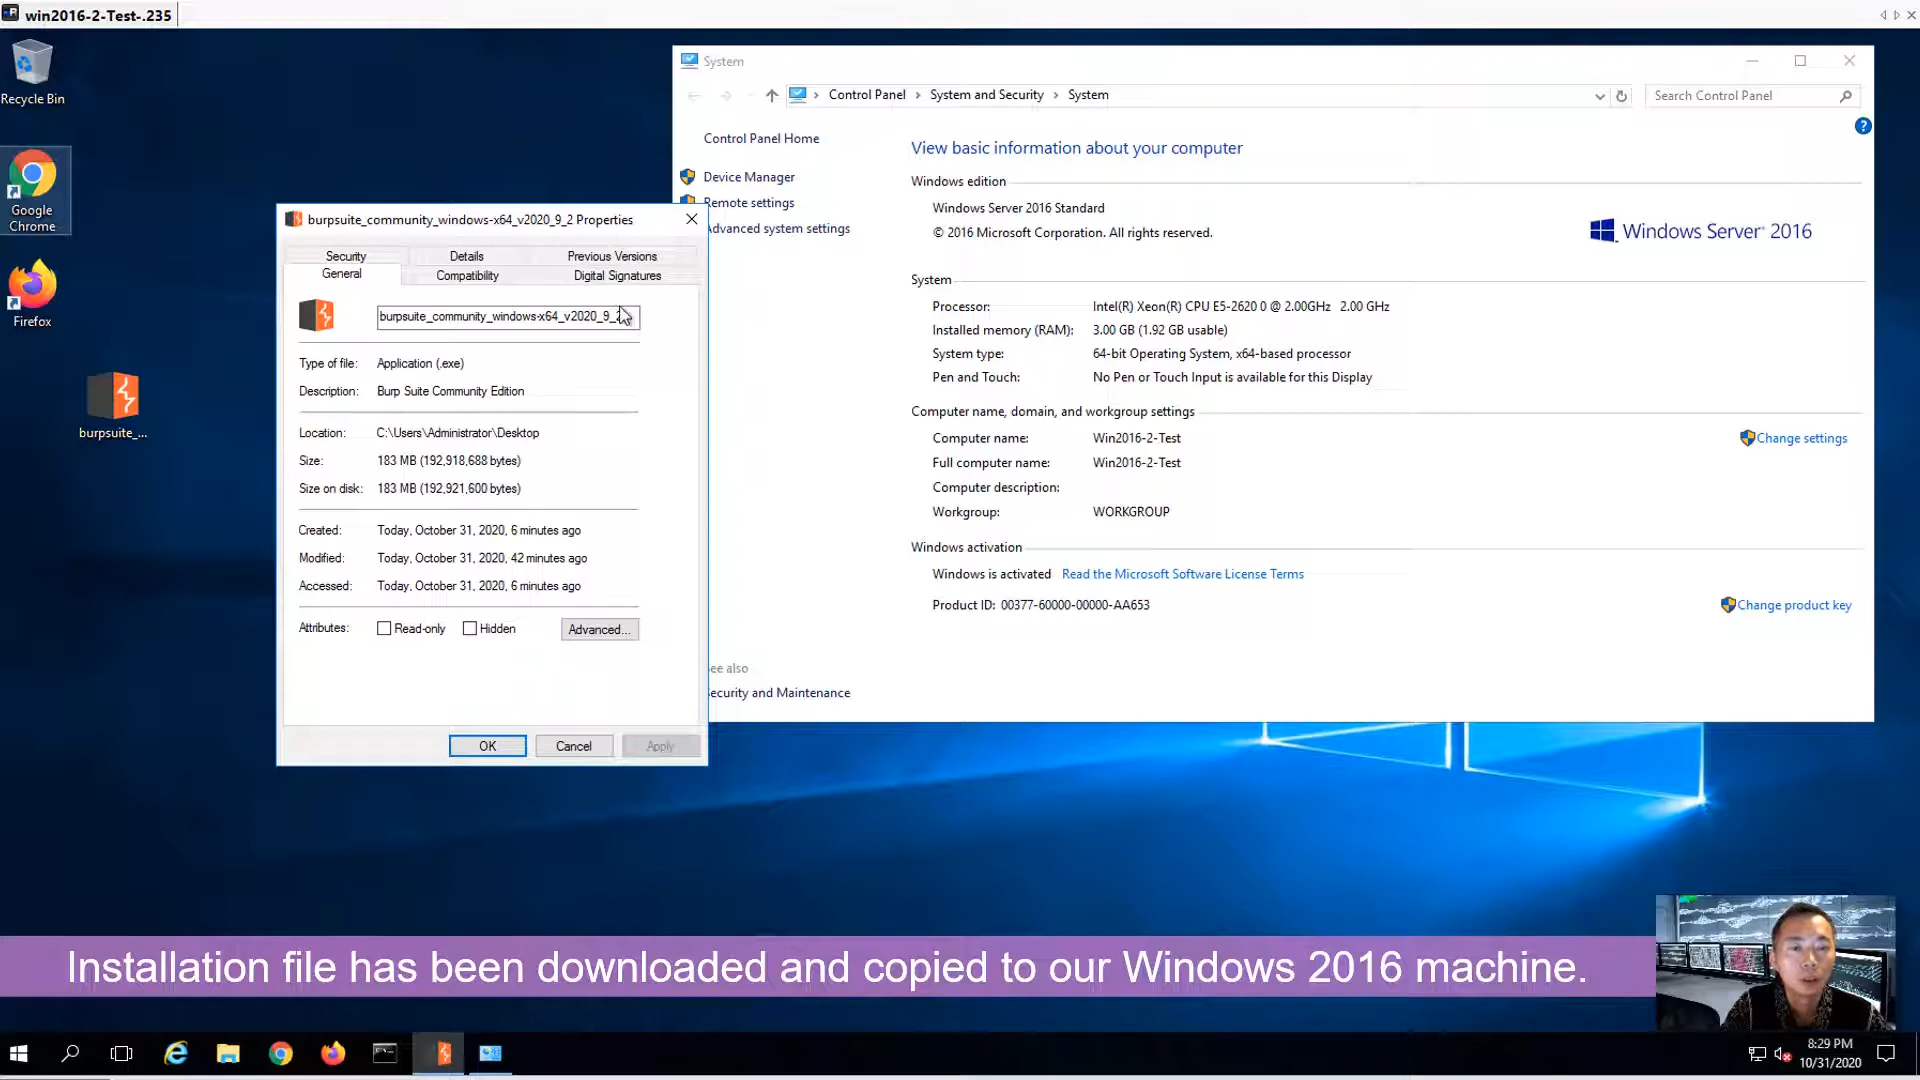 win2016-2-Test-.235
Recycle Bin
Google
Chrome
Firefox
burpsuite_...
burpsuite_community_windows-x64_v2020_9_2 Properties
Security
Details
Previous Versions
General
Compatibility
Digital Signatures
burpsuite_community_windows-x64_v2020_9_2
Type of file: Application (.exe)
Description: Burp Suite Community Edition
Location: C:\Users\Administrator\Desktop
Size: 183 MB (192,918,688 bytes)
Size on disk: 183 MB (192,921,600 bytes)
Created: Today, October 31, 2020, 6 minutes ago
Modified: Today, October 31, 2020, 42 minutes ago
Accessed: Today, October 31, 2020, 6 minutes ago
Attributes: Read-only Hidden Advanced...
OK Cancel Apply
System
Control Panel > System and Security > System
Search Control Panel
Control Panel Home
Device Manager
Remote settings
Advanced system settings
See also
Security and Maintenance
View basic information about your computer
Windows edition
Windows Server 2016 Standard
© 2016 Microsoft Corporation. All rights reserved.
Windows Server® 2016
System
Processor: Intel(R) Xeon(R) CPU E5-2620 0 @ 2.00GHz 2.00 GHz
Installed memory (RAM): 3.00 GB (1.92 GB usable)
System type: 64-bit Operating System, x64-based processor
Pen and Touch: No Pen or Touch Input is available for this Display
Computer name, domain, and workgroup settings
Computer name: Win2016-2-Test
Change settings
Full computer name: Win2016-2-Test
Computer description:
Workgroup: WORKGROUP
Windows activation
Windows is activated Read the Microsoft Software License Terms
Product ID: 00377-60000-00000-AA653
Change product key
Installation file has been downloaded and copied to our Windows 2016 machine.
8:29 PM
10/31/2020